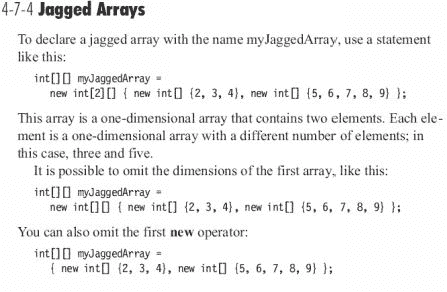 4-7-4 Jagged Arrays
To declare a jagged array with the name myJaggedArray, use a statement
like this:
int[][] myJaggedArray =
new int[2][] { new int[] {2, 3, 4}, new int[] {5, 6, 7, 8, 9} };
This array is a one-dimensional array that contains two elements. Each ele-
ment is a one-dimensional array with a different number of elements; in
this case, three and five.
It is possible to omit the dimensions of the first array, like this:
int[][] myJaggedArray =
new int[][] { new int[] {2, 3, 4}, new int[] {5, 6, 7, 8, 9} };
You can also omit the first new operator:
int[][] myJaggedArray =
{ new int[] {2, 3, 4}, new int[] {5, 6, 7, 8, 9} };